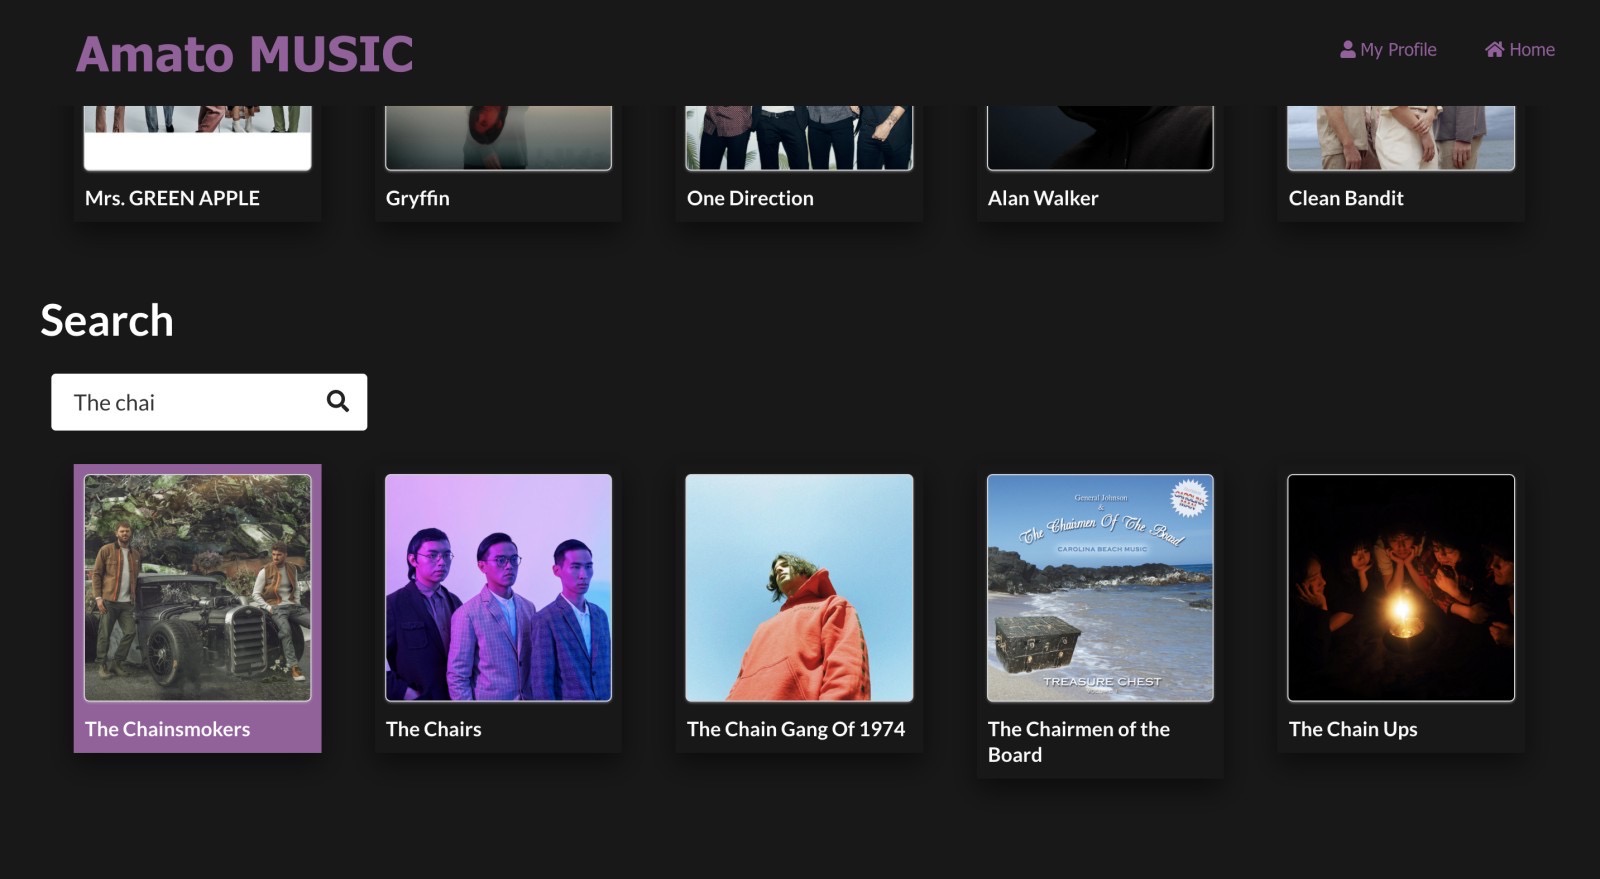 Amato MUSIC
My Profile
Home
Mrs. GREEN APPLE
Gryffin
One Direction
Alan Walker
Clean Bandit
Search
The chai
General Johnson
&
The Chairmen Of The Board
CAROLINA BEACH MUSIC
TREASURE CHEST
The Chainsmokers
The Chairs
The Chain Gang Of 1974
The Chairmen of the
Board
The Chain Ups